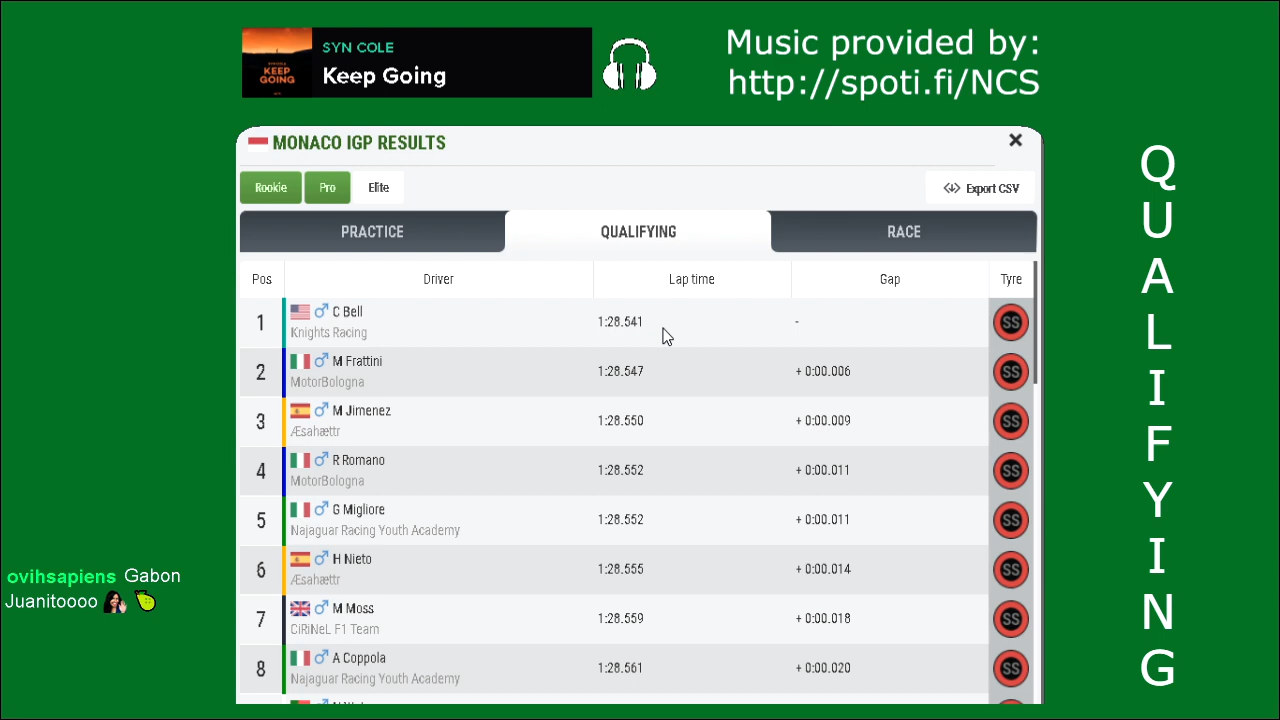 SYN COLE
Keep Going
KEEP
GOING
Music provided by:
http://spoti.fi/NCS
MONACO IGP RESULTS
Rookie Pro Elite Export CSV
PRACTICE QUALIFYING RACE
Pos Driver Lap time Gap Tyre
1 C Bell 1:28.541 - SS
Knights Racing
2 M Frattini 1:28.547 + 0:00.006 SS
MotorBologna
3 M Jimenez 1:28.550 + 0:00.009 SS
Æsahættr
4 R Romano 1:28.552 + 0:00.011 SS
MotorBologna
5 G Migliore 1:28.552 + 0:00.011 SS
Najaguar Racing Youth Academy
6 H Nieto 1:28.555 + 0:00.014 SS
Æsahættr
7 M Moss 1:28.559 + 0:00.018 SS
CiRiNeL F1 Team
8 A Coppola 1:28.561 + 0:00.020 SS
Najaguar Racing Youth Academy
ovihsapiens Gabon
Juanitoooo
QUALIFYING